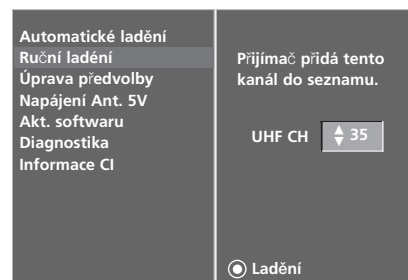 Automatické ladění
Ruční ladéní
Úprava předvolby
Napájení Ant. 5V
Akt. softwaru
Diagnostika
Informace CI
Přijímač přidá tento
kanál do seznamu.
UHF CH 35
Ladění